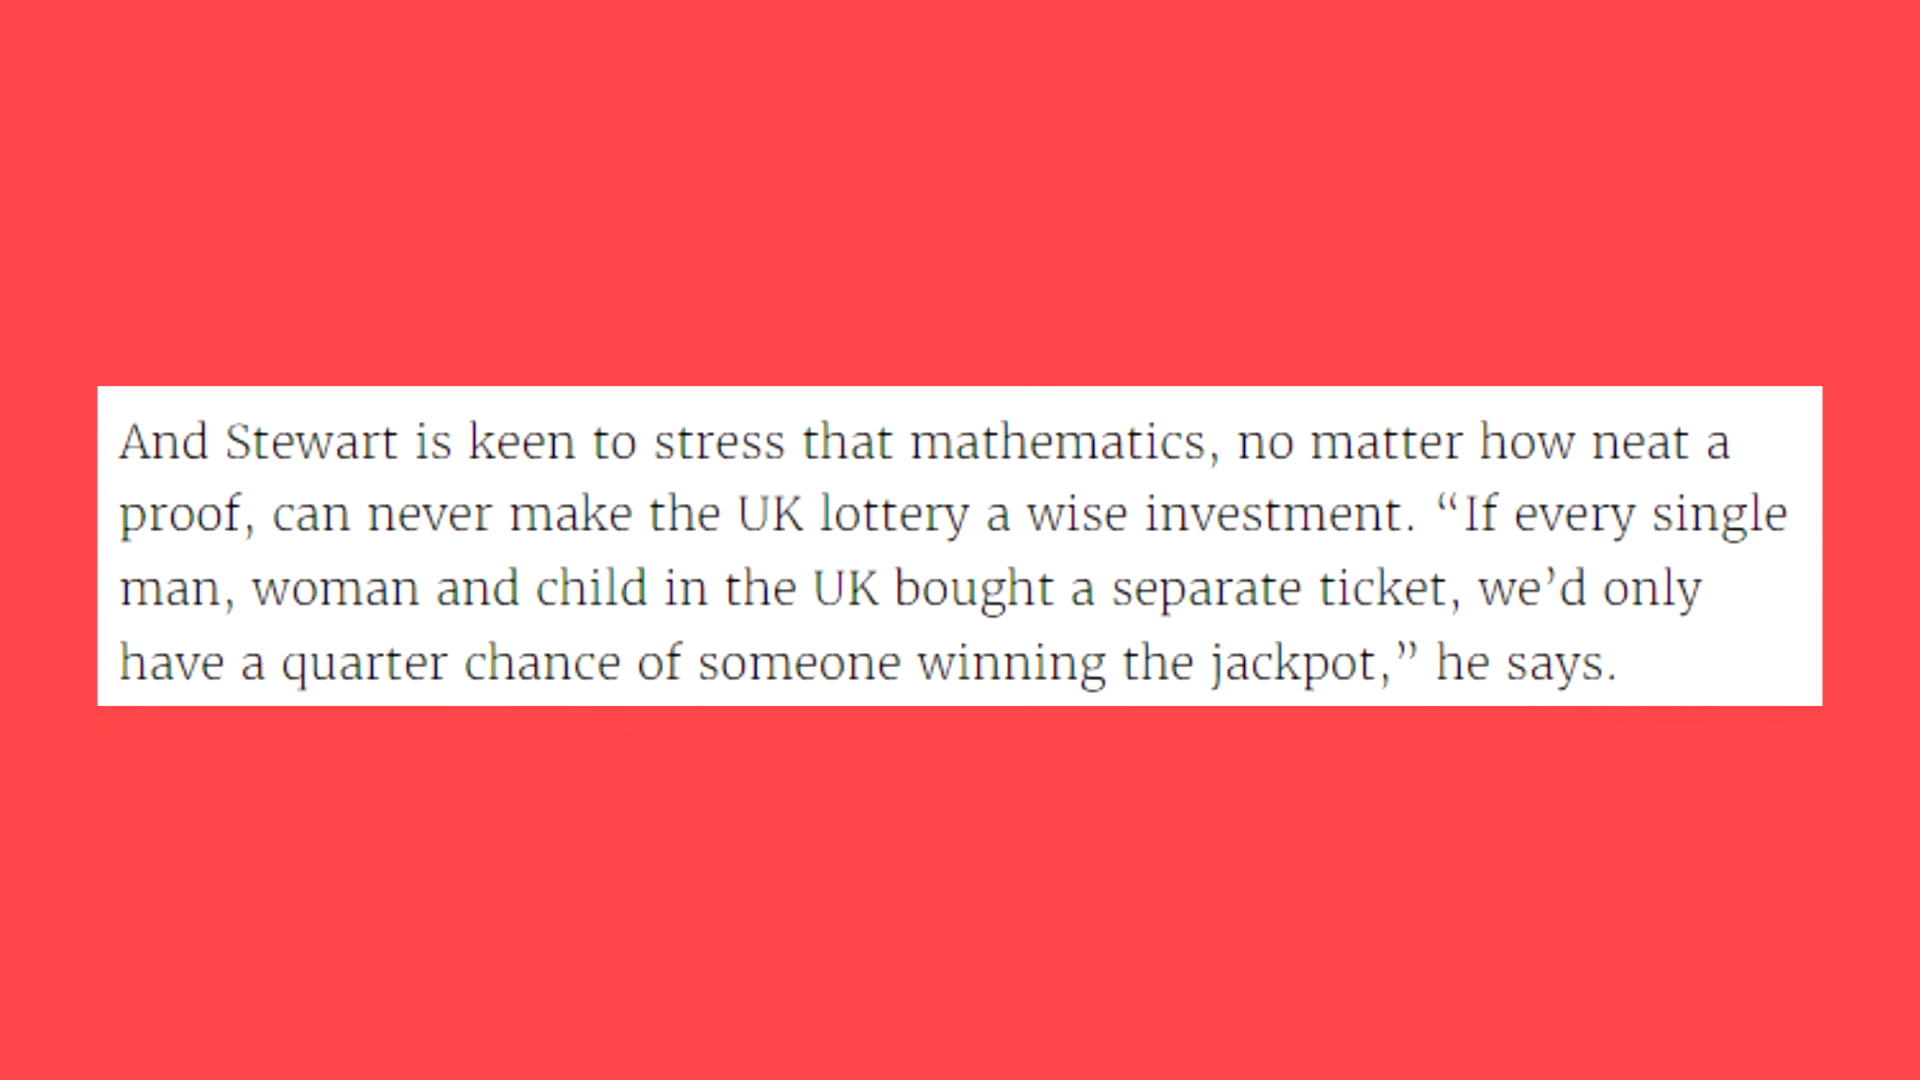 And Stewart is keen to stress that mathematics, no matter how neat a
proof, can never make the UK lottery a wise investment. “If every single
man, woman and child in the UK bought a separate ticket, we’d only
have a quarter chance of someone winning the jackpot,” he says.